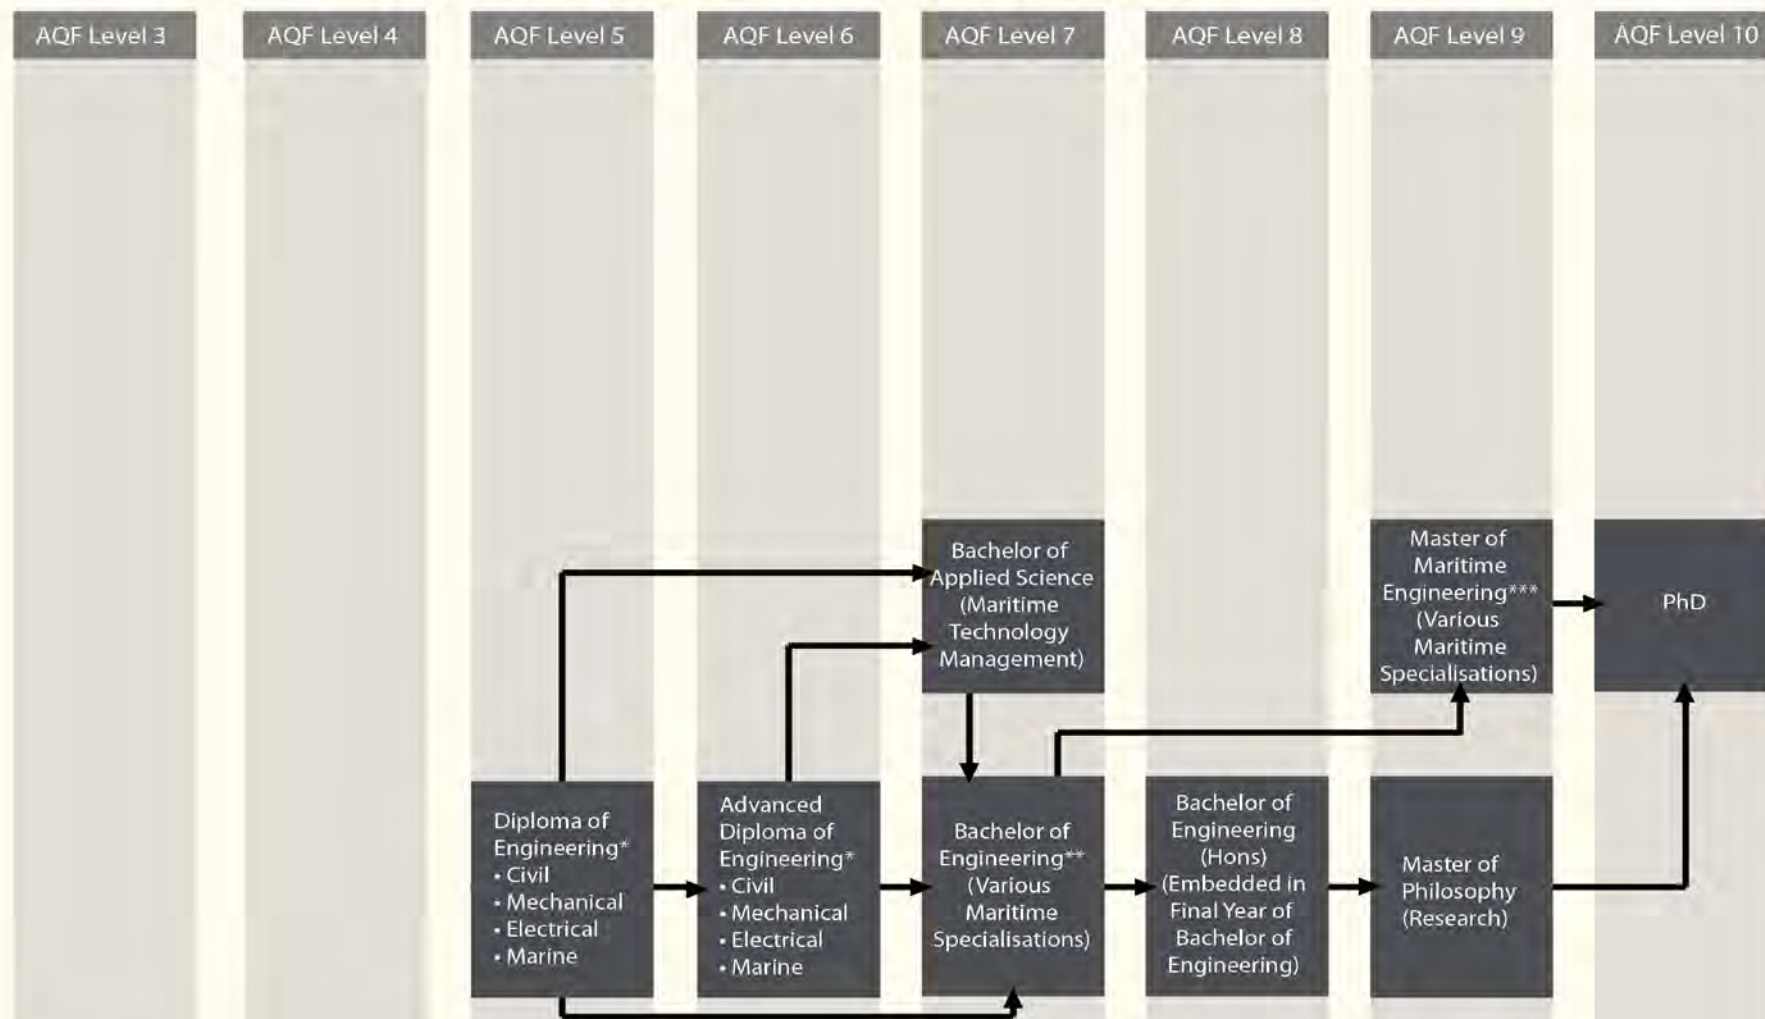 AQF Level 3
AQF Level 4
AQF Level 5
AQF Level 6
AQF Level 7
AQF Level 8
AQF Level 9
AQF Level 10
Bachelor of
Applied Science
(Maritime
Technology
Management)
Master of
Maritime
Engineering***
(Various
Maritime
Specialisations)
PhD
Diploma of
Engineering*
• Civil
• Mechanical
• Electrical
• Marine
Advanced
Diploma of
Engineering*
• Civil
• Mechanical
• Electrical
• Marine
Bachelor of
Engineering**
(Various
Maritime
Specialisations)
Bachelor of
Engineering
(Hons)
(Embedded in
Final Year of
Bachelor of
Engineering)
Master of
Philosophy
(Research)